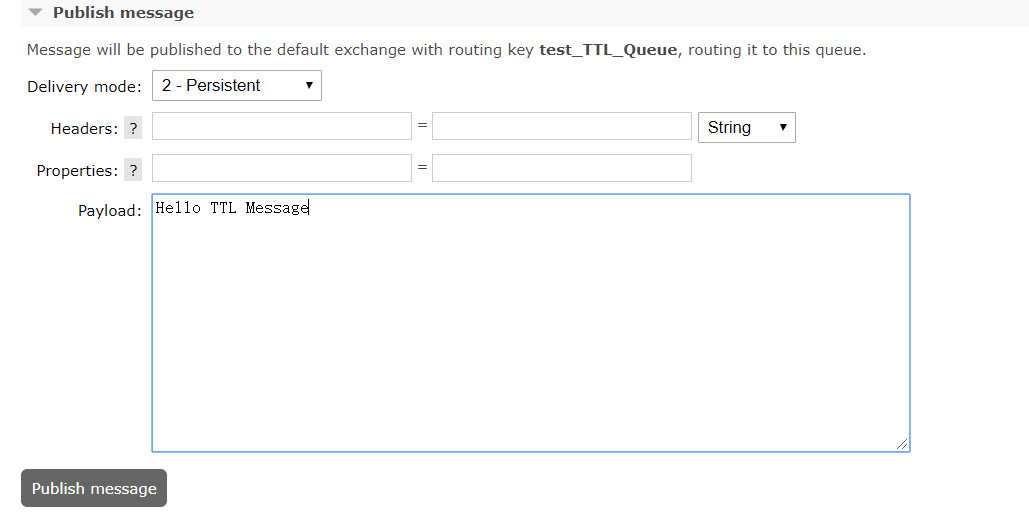 Publish message
Message will be published to the default exchange with routing key test_TTL_Queue, routing it to this queue.
Delivery mode: 2 - Persistent
Headers: ? = String
Properties: ? =
Payload: Hello TTL Message
Publish message